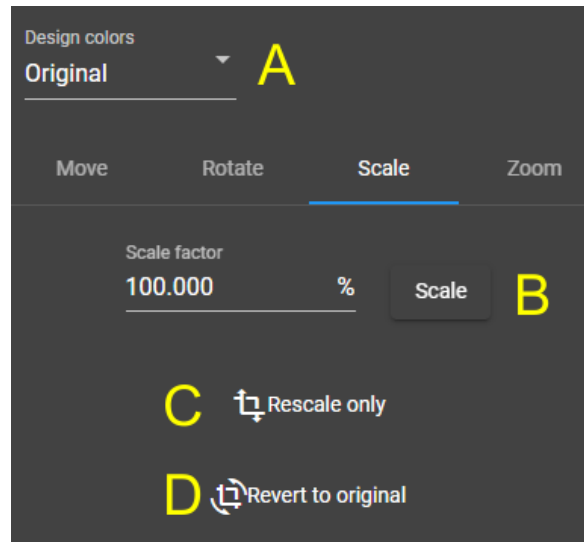 Design colors
Original
A
Move Rotate Scale Zoom
Scale factor
100.000 % Scale B
C Rescale only
D Revert to original